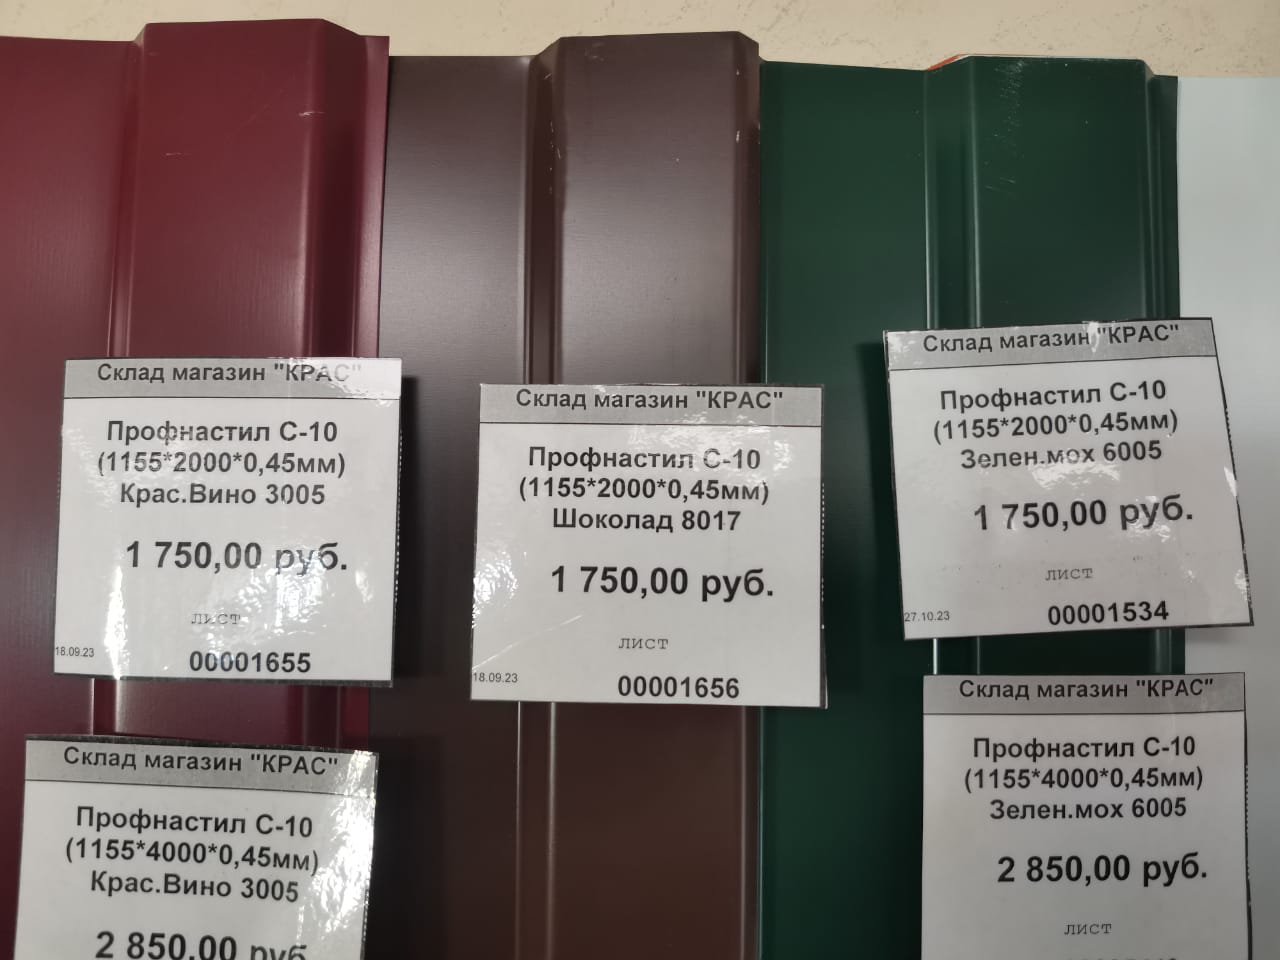 Склад магазин "КРАС"
Профнастил С-10
(1155*2000*0,45мм)
Крас.Вино 3005
1 750,00 руб.
лист
18.09.23
00001655
Склад магазин "КРАС"
Профнастил С-10
(1155*2000*0,45мм)
Шоколад 8017
1 750,00 руб.
лист
18.09.23
00001656
Склад магазин "КРАС"
Профнастил С-10
(1155*2000*0,45мм)
Зелен.мох 6005
1 750,00 руб.
лист
27.10.23
00001534
Склад магазин "КРАС"
Профнастил С-10
(1155*4000*0,45мм)
Крас.Вино 3005
2 850,00 руб.
Склад магазин "КРАС"
Профнастил С-10
(1155*4000*0,45мм)
Зелен.мох 6005
2 850,00 руб.
лист